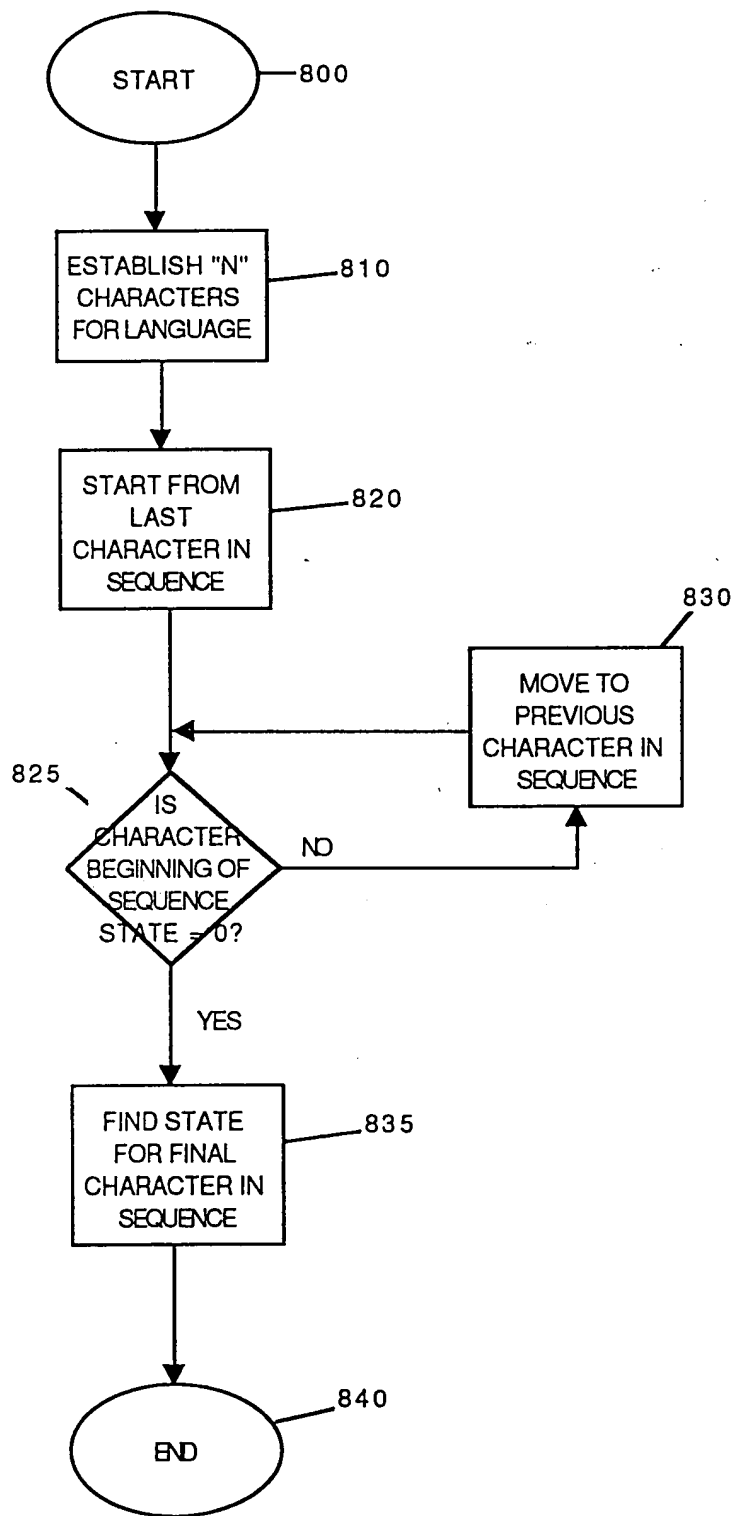 START
800
ESTABLISH "N"
CHARACTERS
FOR LANGUAGE
810
START FROM
LAST
CHARACTER IN
SEQUENCE
820
830
MOVE TO
PREVIOUS
CHARACTER IN
SEQUENCE
825
IS
CHARACTER
BEGINNING OF
SEQUENCE
STATE = 0?
NO
YES
FIND STATE
FOR FINAL
CHARACTER IN
SEQUENCE
835
840
END